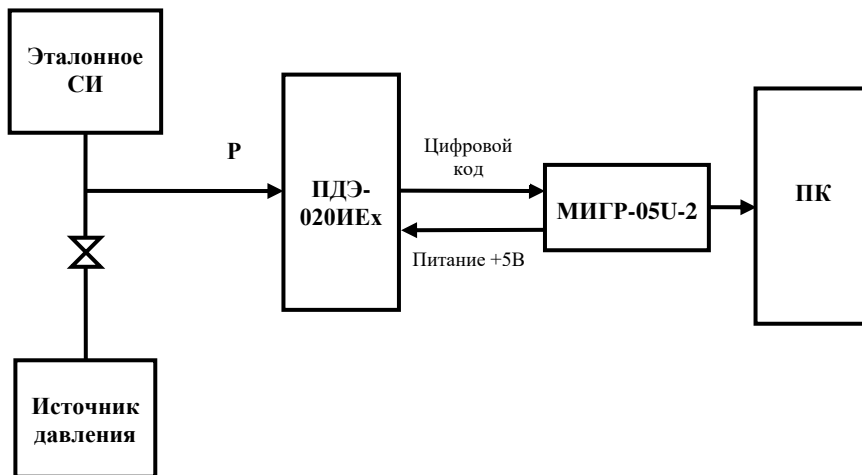 Эталонное
СИ
P
ПДЭ-
020ИЕх
Цифровой
код
Питание +5В
МИГР-05U-2
ПК
Источник
давления